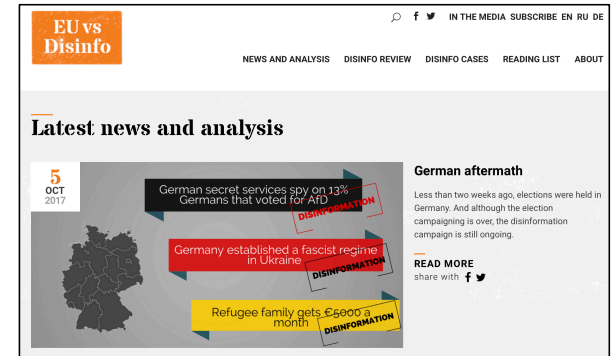 EU vs
Disinfo
IN THE MEDIA SUBSCRIBE EN RU DE
NEWS AND ANALYSIS DISINFO REVIEW DISINFO CASES READING LIST ABOUT
Latest news and analysis
5
OCT
2017
German secret services spy on 13%
Germans that voted for AfD
DISINFORMATION
Germany established a fascist regime
in Ukraine
DISINFORMATION
Refugee family gets €5000 a
month
DISINFORMATION
German aftermath
Less than two weeks ago, elections were held in
Germany. And although the election
campaigning is over, the disinformation
campaign is still ongoing.
READ MORE
share with